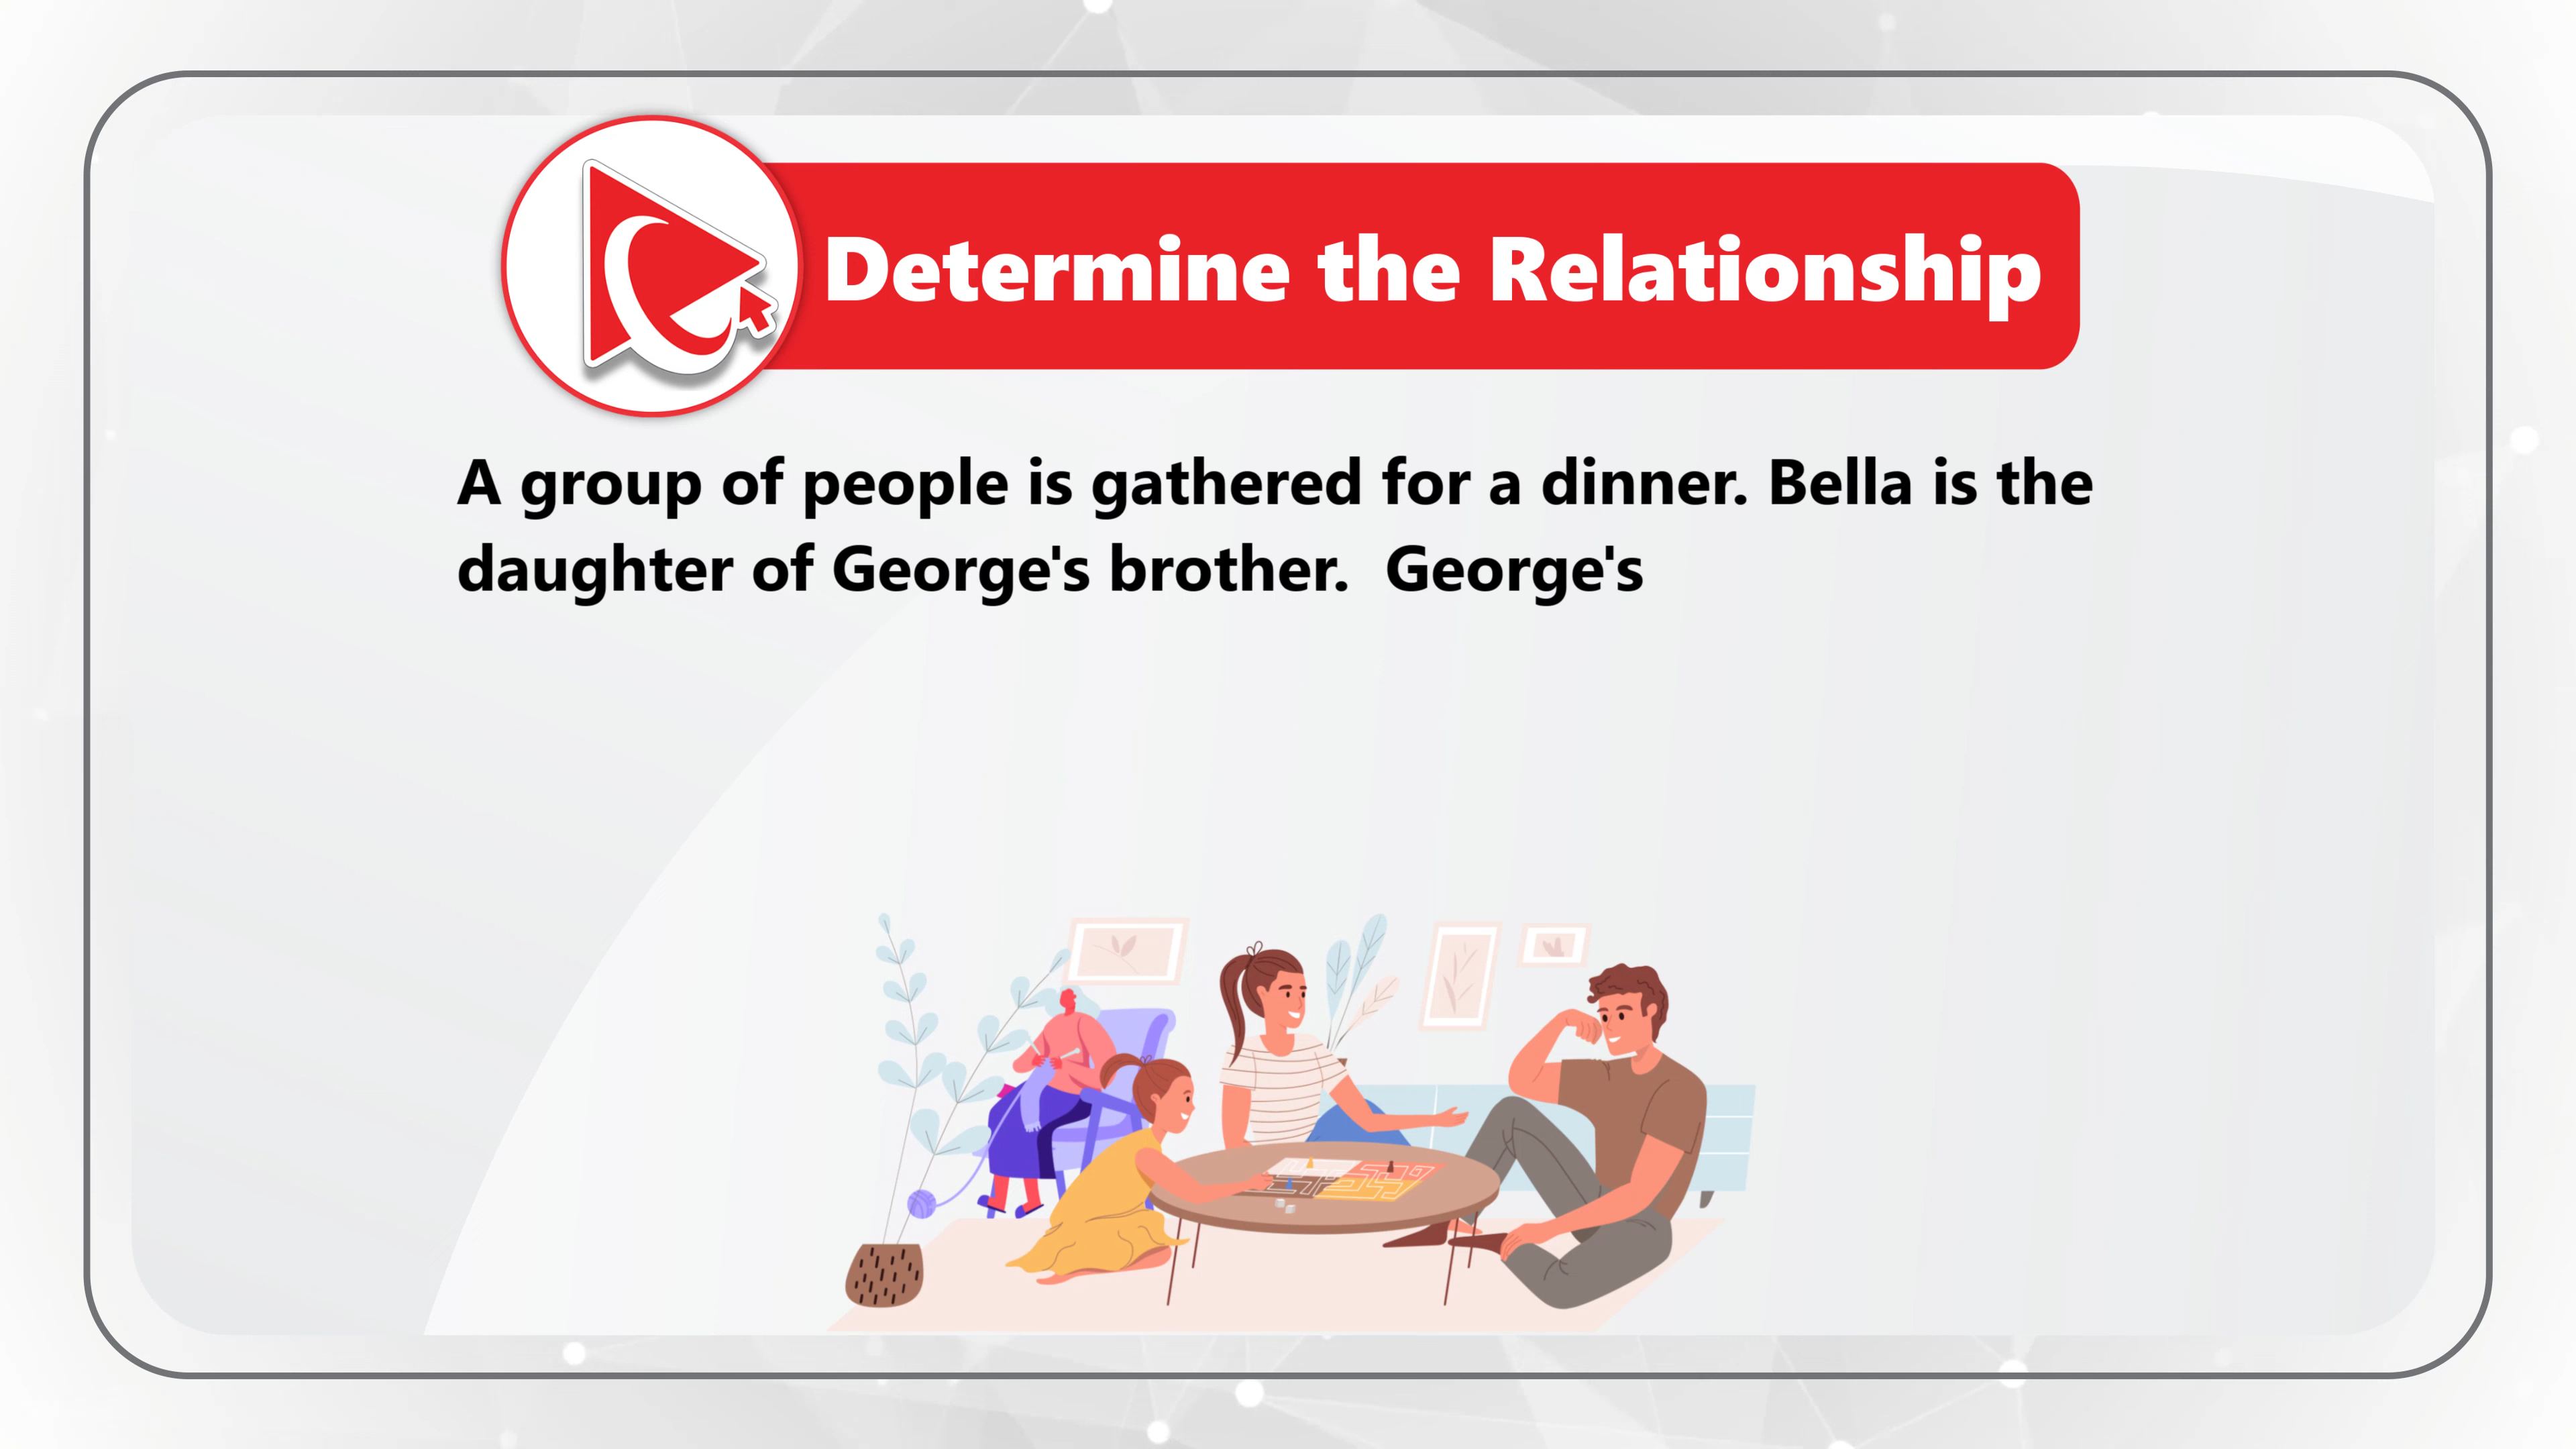 Determine the Relationship
A group of people is gathered for a dinner. Bella is the
daughter of George's brother.  George's